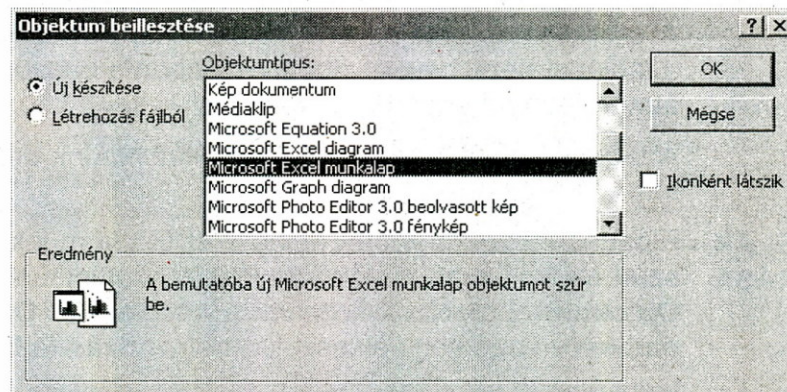 Objektum beillesztése
Új készítése
Létrehozás fájlból
Objektumtípus:
Kép dokumentum
Médiaklip
Microsoft Equation 3.0
Microsoft Excel diagram
Microsoft Excel munkalap
Microsoft Graph diagram
Microsoft Photo Editor 3.0 beolvasott kép
Microsoft Photo Editor 3.0 fénykép
OK
Mégse
Ikonként látszik
Eredmény
A bemutatóba új Microsoft Excel munkalap objektumot szúr
be.